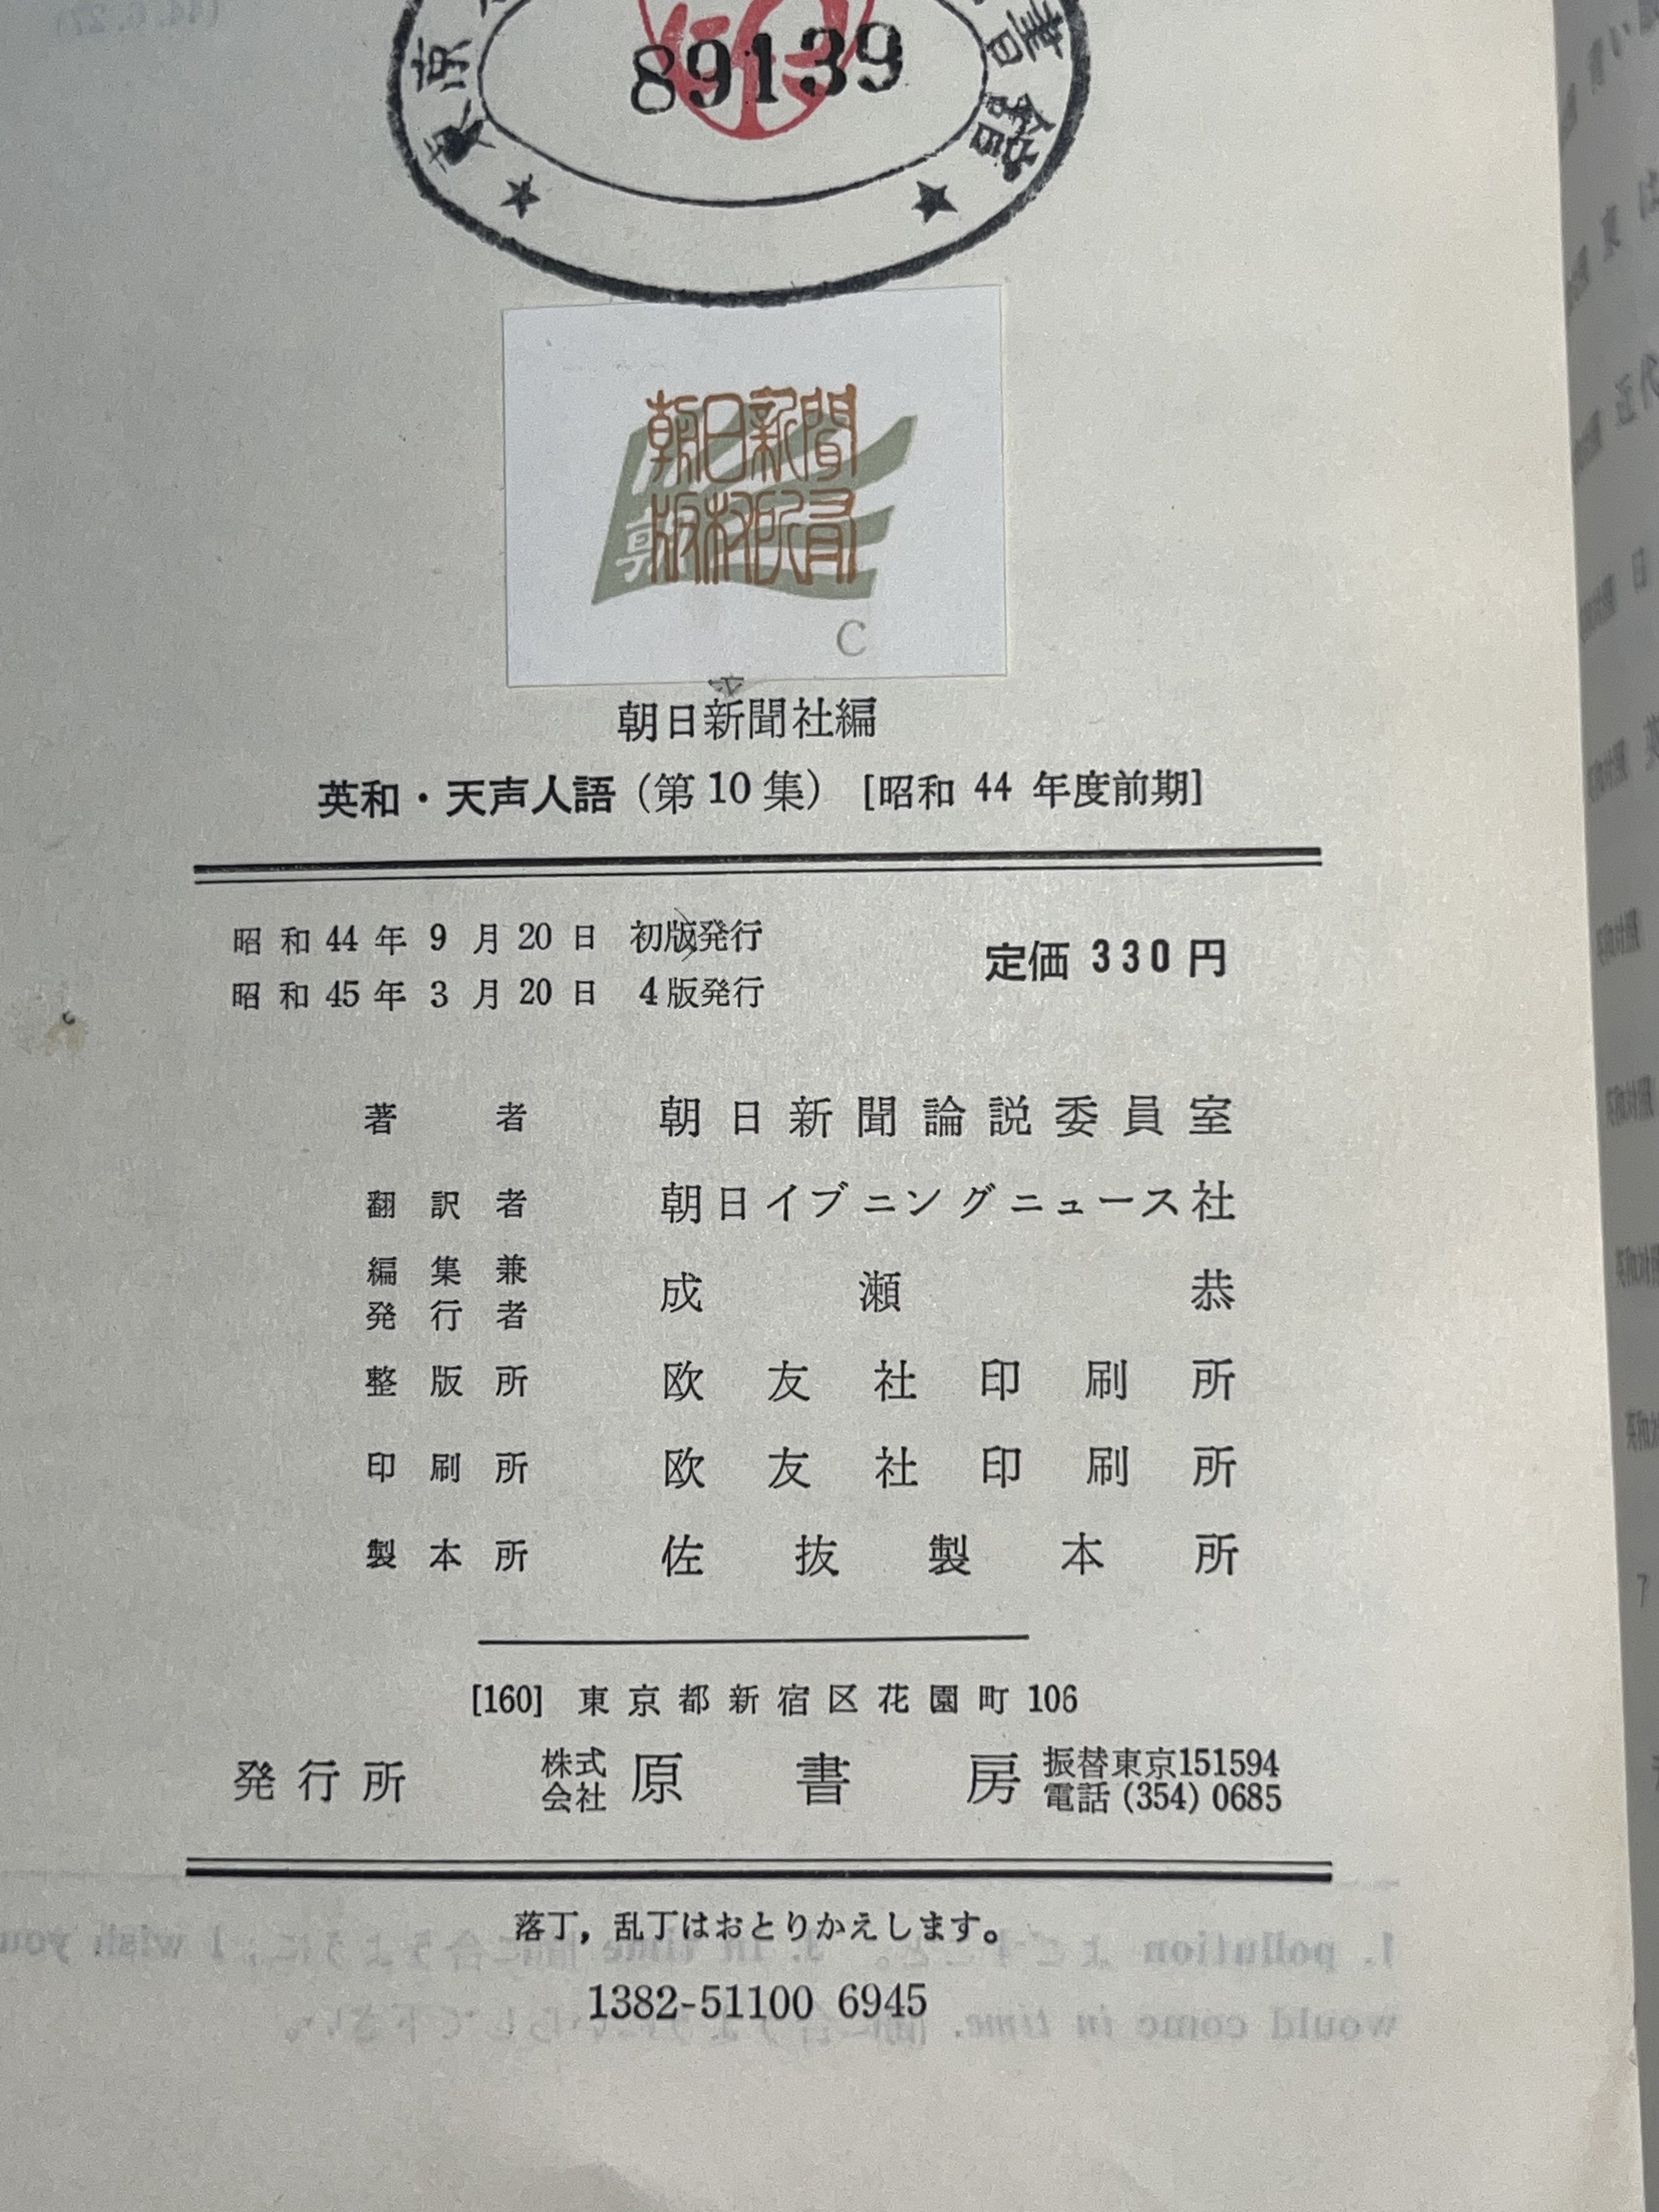 東京
書館
89139
朝日新聞
版権所有
朝
C
朝日新聞社編
英和・天声人語（第10集）［昭和 44 年度前期］
昭和44年9月20日 初版発行
昭和45年3月20日 4版発行
定価 330 円
著者 朝日新聞論説委員室
翻訳者 朝日イブニングニュース社
編集兼
発行者 成瀬恭
整版所 欧友社印刷所
印刷所 欧友社印刷所
製本所 佐抜製本所
[160] 東京都新宿区花園町106
発行所 株式会社 原書房 振替東京151594
電話 (354) 0685
落丁，乱丁はおとりかえします。
1382-51100 6945